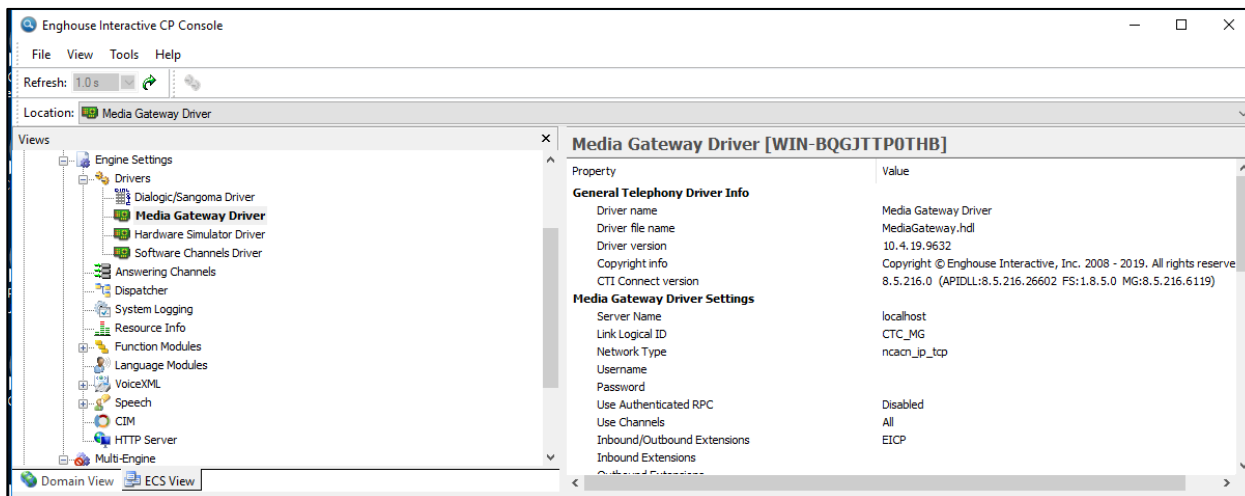 Enghouse Interactive CP Console
File View Tools Help
Refresh: 1.0 s
Location: Media Gateway Driver
Views
Engine Settings
Drivers
Dialogic/Sangoma Driver
Media Gateway Driver
Hardware Simulator Driver
Software Channels Driver
Answering Channels
Dispatcher
System Logging
Resource Info
Function Modules
Language Modules
VoiceXML
Speech
CIM
HTTP Server
Multi-Engine
Domain View ECS View
Media Gateway Driver [WIN-BQGJTTP0THB]
Property Value
General Telephony Driver Info
Driver name Media Gateway Driver
Driver file name MediaGateway.hdl
Driver version 10.4.19.9632
Copyright info Copyright © Enghouse Interactive, Inc. 2008 - 2019. All rights reserve
CTI Connect version 8.5.216.0 (APIDLL:8.5.216.26602 FS:1.8.5.0 MG:8.5.216.6119)
Media Gateway Driver Settings
Server Name localhost
Link Logical ID CTC_MG
Network Type ncacn_ip_tcp
Username
Password
Use Authenticated RPC Disabled
Use Channels All
Inbound/Outbound Extensions EICP
Inbound Extensions